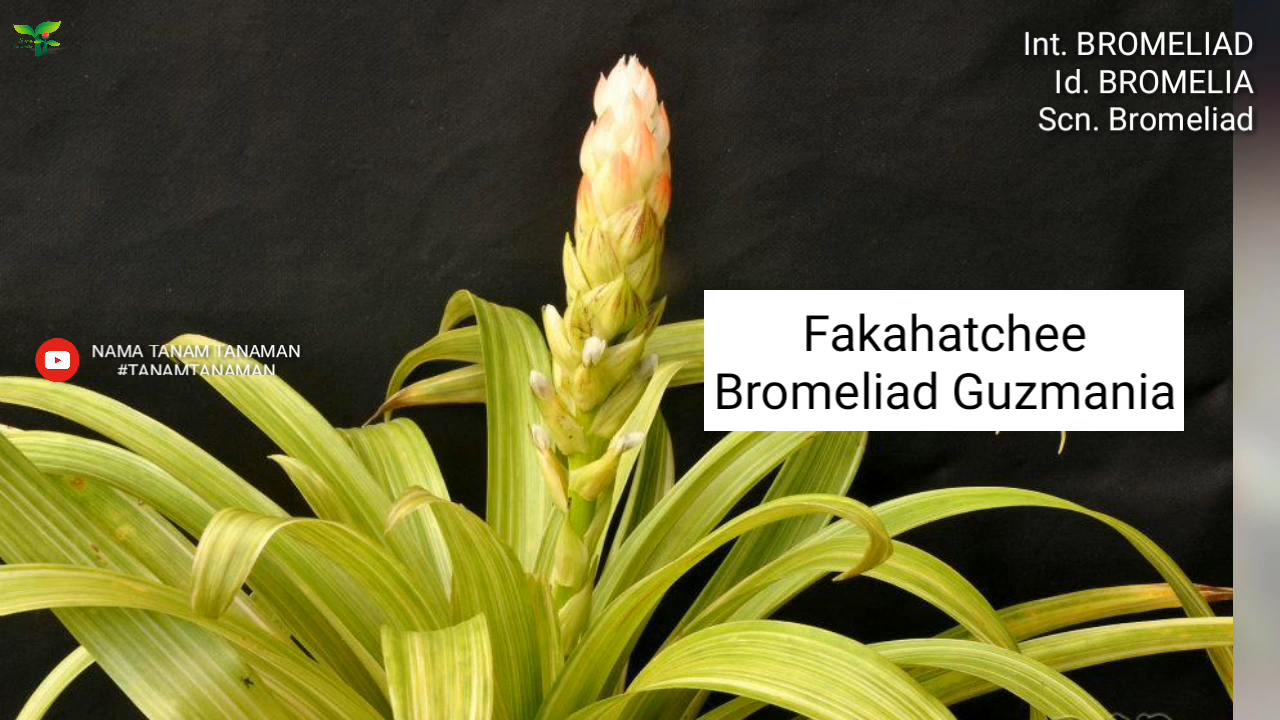 Int. BROMELIAD
Id. BROMELIA
Scn. Bromeliad
Fakahatchee
Bromeliad Guzmania
NAMA TANAM TANAMAN
#TANAMTANAMAN